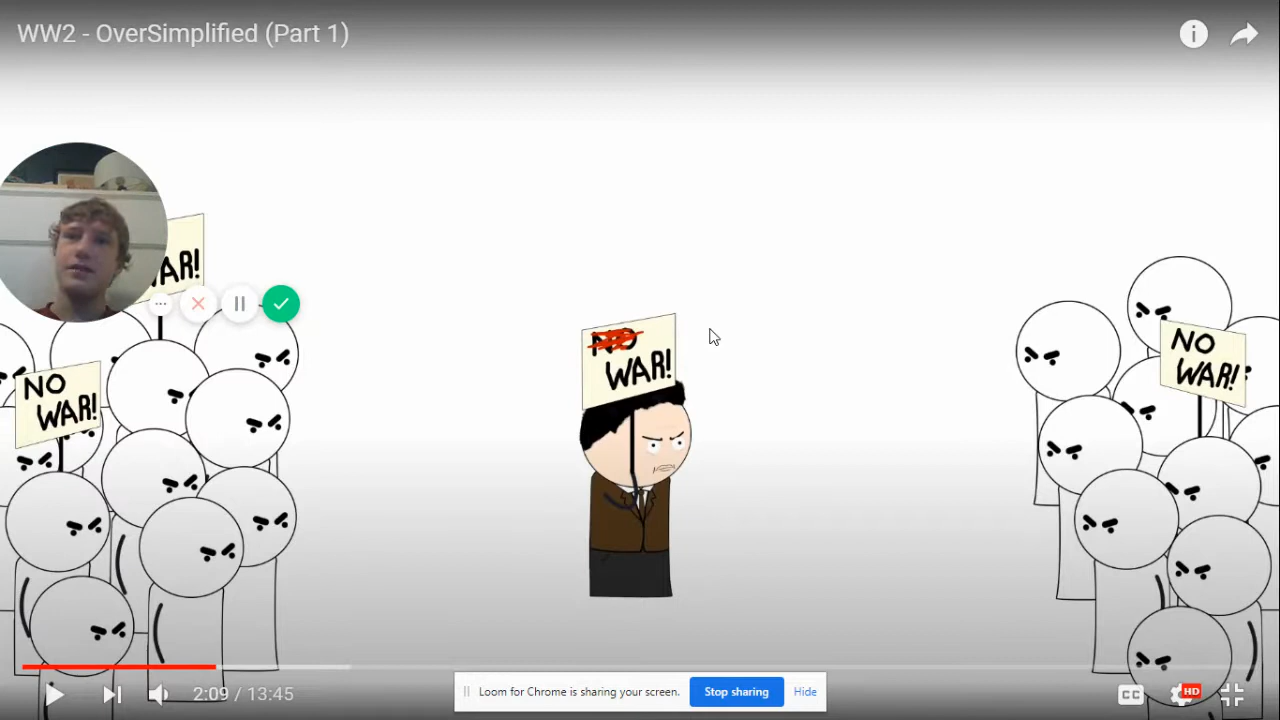 WW2 - OverSimplified (Part 1)
WAR!
NO
WAR!
NO
WAR!
NO
WAR!
2:09 / 13:45
Loom for Chrome is sharing your screen.
Stop sharing
Hide
CC
HD